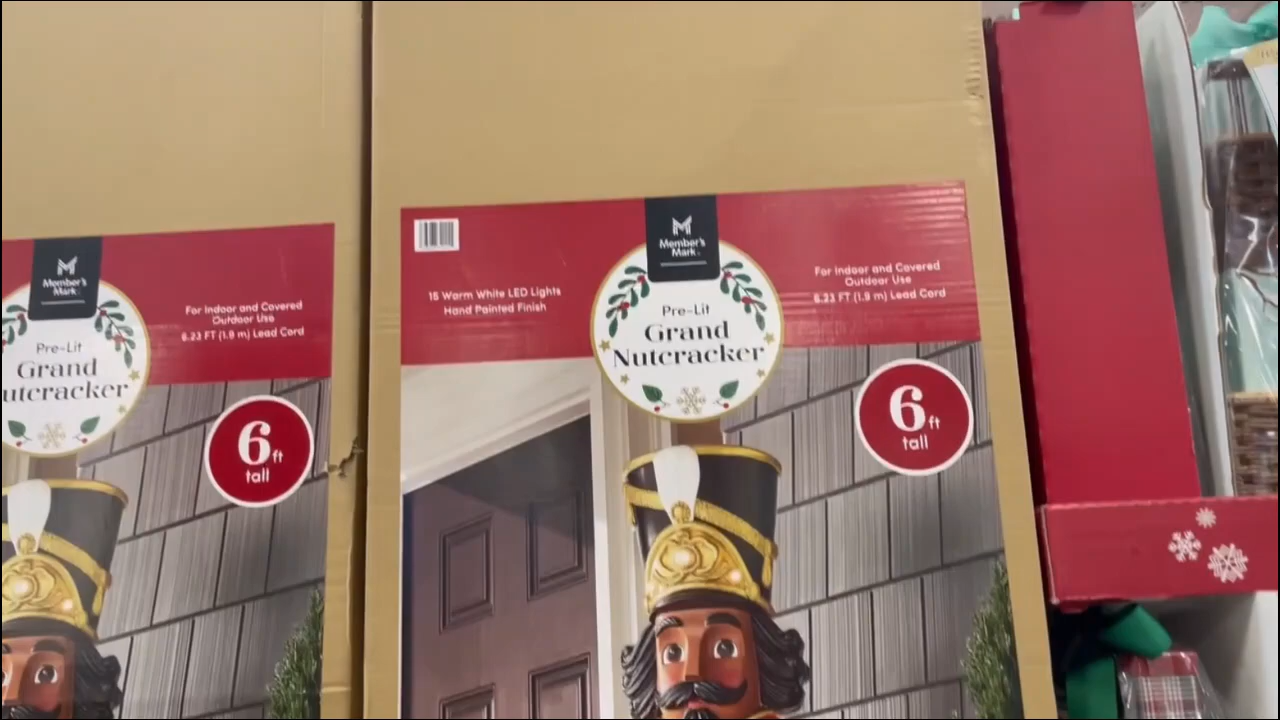 Member's
Mark
Pre-Lit
Grand
utcracker
For Indoor and Covered
Outdoor Use
6.23 FT (1.9 m) Lead Cord
6 ft
tall
15 Warm White LED Lights
Hand Painted Finish
Member's
Mark
Pre-Lit
Grand
Nutcracker
For Indoor and Covered
Outdoor Use
6.23 FT (1.9 m) Lead Cord
6 ft
tall